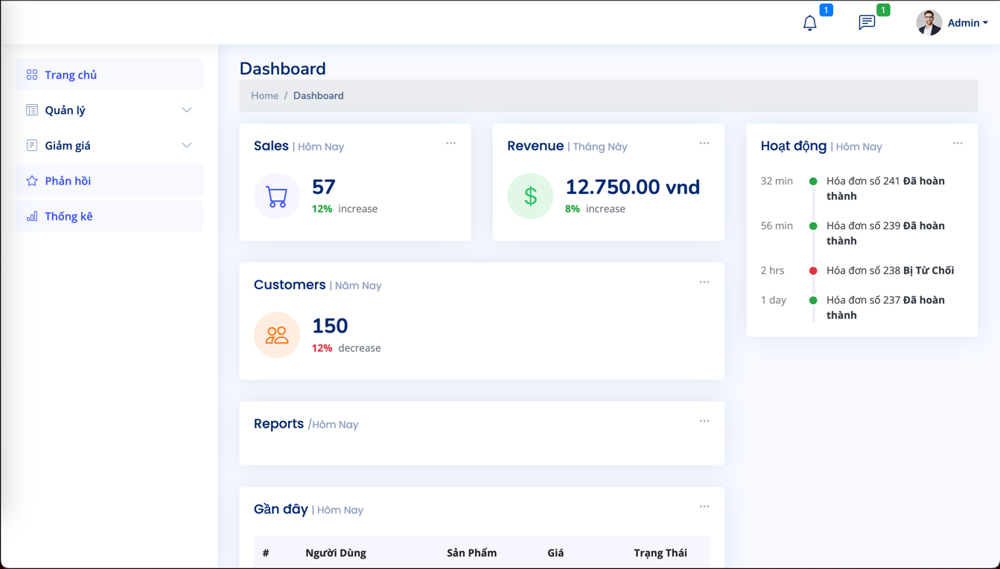 1
1
Admin
Trang chủ
Quản lý
Giảm giá
Phản hồi
Thống kê
Dashboard
Home / Dashboard
Sales | Hôm Nay
57
12% increase
Revenue | Tháng Này
$
12.750.00 vnd
8% increase
Customers | Năm Nay
150
12% decrease
Reports /Hôm Nay
Gần đây | Hôm Nay
# Người Dùng Sản Phẩm Giá Trạng Thái
Hoạt động | Hôm Nay
32 min Hóa đơn số 241 Đã hoàn
thành
56 min Hóa đơn số 239 Đã hoàn
thành
2 hrs Hóa đơn số 238 Bị Từ Chối
1 day Hóa đơn số 237 Đã hoàn
thành